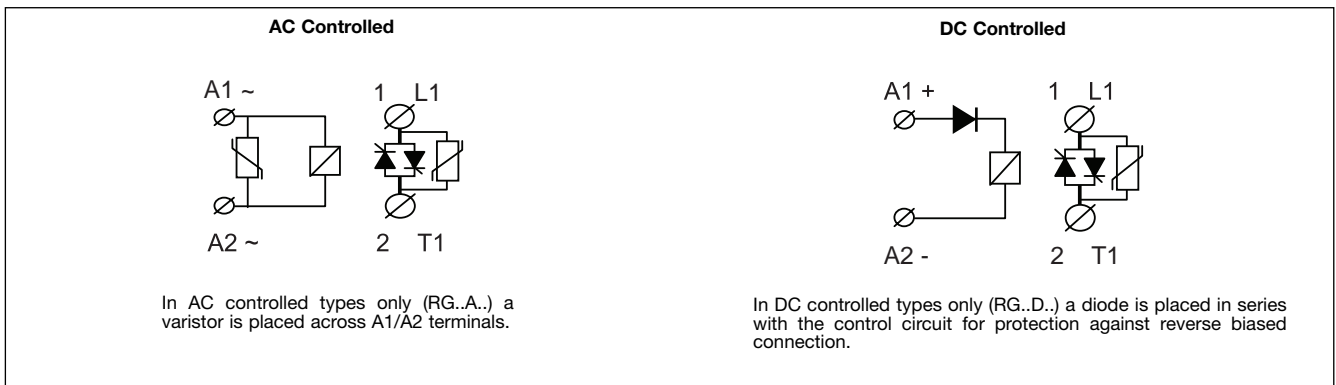 AC Controlled
A1 ~
1 L1
A2 ~
2 T1
In AC controlled types only (RG..A..) a
varistor is placed across A1/A2 terminals.
DC Controlled
A1 +
1 L1
A2 -
2 T1
In DC controlled types only (RG..D..) a diode is placed in series
with the control circuit for protection against reverse biased
connection.